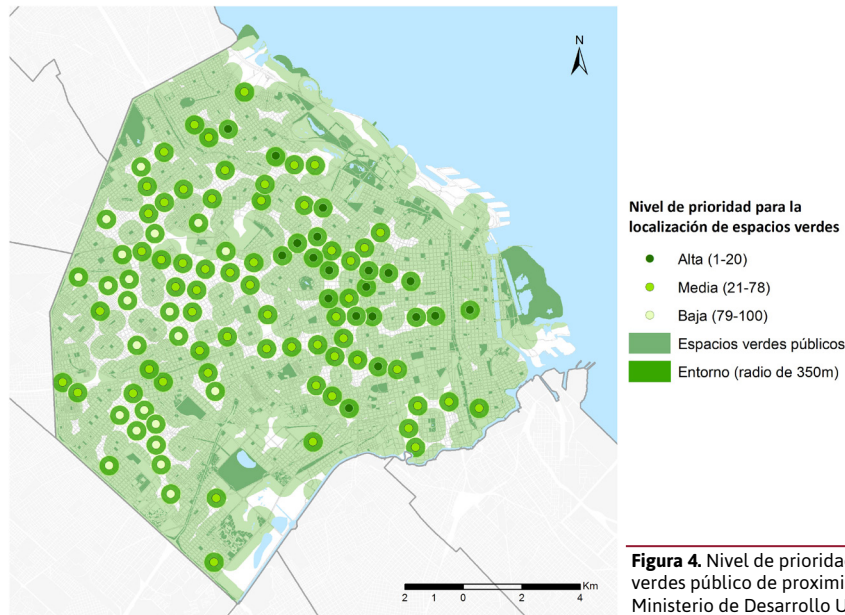 N
Nivel de prioridad para la
localización de espacios verdes
Alta (1-20)
Media (21-78)
Baja (79-100)
Espacios verdes públicos
Entorno (radio de 350m)
Km
2 1 0 2 4
Figura 4. Nivel de prioridad
verdes público de proximi
Ministerio de Desarrollo U